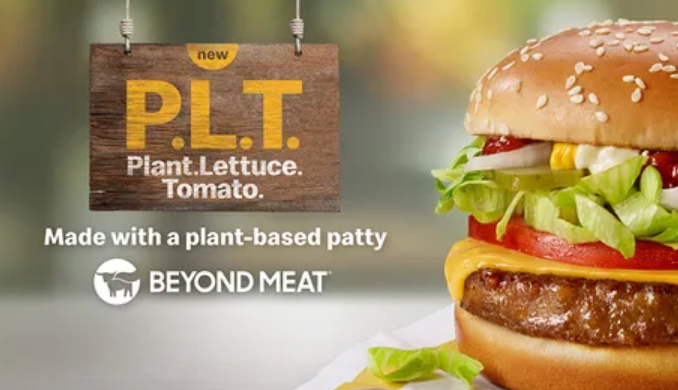 new
P.L.T.
Plant.Lettuce.
Tomato.
Made with a plant-based patty
BEYOND MEAT